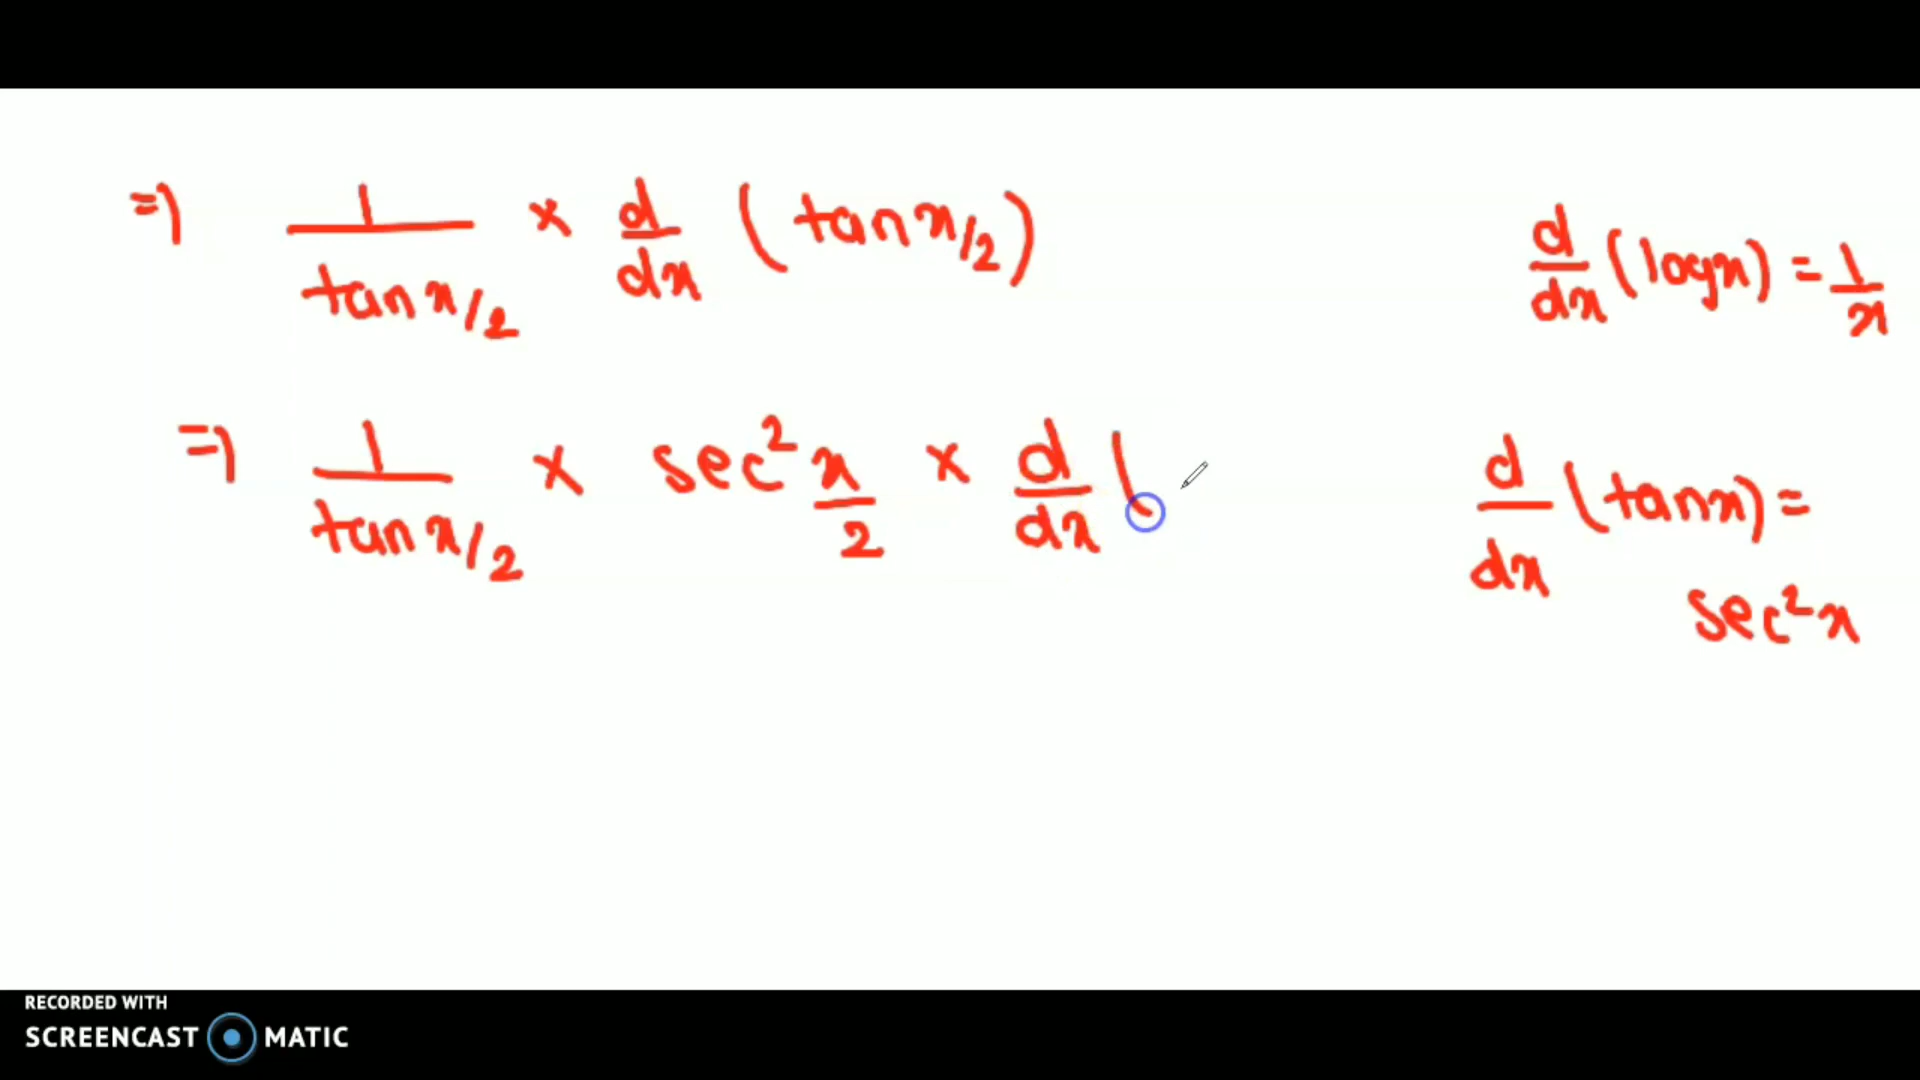 ⇒ 1/tan x/2 × d/dx (tan x/2)
d/dx (log x) = 1/x
⇒ 1/tan x/2 × sec² x/2 × d/dx (
d/dx (tan x) =
sec² x
RECORDED WITH
SCREENCAST MATIC